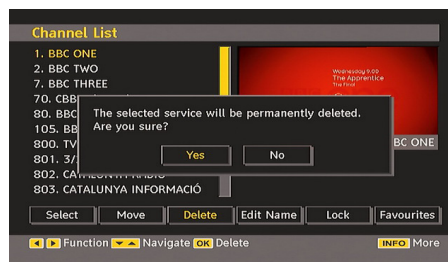 Channel List
1. BBC ONE
2. BBC TWO
7. BBC THREE
70. CBB
80. BBC
105. BB
800. TV
801. 3/
802. CATALUNYA RADIO
803. CATALUNYA INFORMACIÓ
Wednesday 9.00
The Apprentice
The Final
BC ONE
The selected service will be permanently deleted.
Are you sure?
Yes No
Select Move Delete Edit Name Lock Favourites
Function Navigate OK Delete INFO More